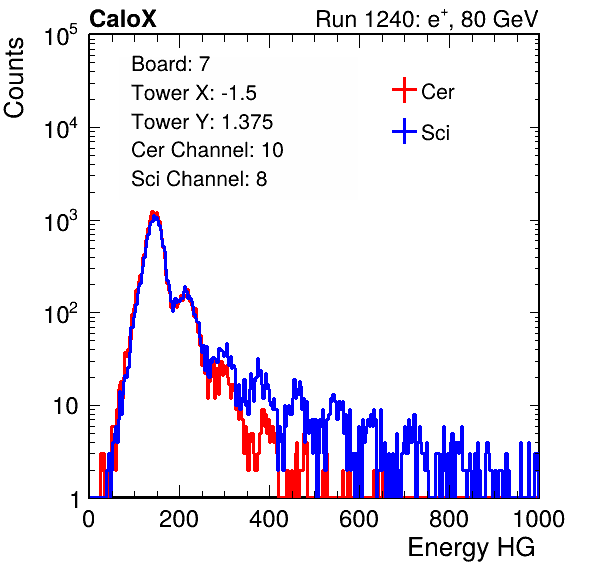 CaloX Run 1240: e⁺, 80 GeV
Board: 7
Tower X: -1.5
Tower Y: 1.375
Cer Channel: 10
Sci Channel: 8
Cer
Sci
Counts
10⁵
10⁴
10³
10²
10
1
0 200 400 600 800 1000
Energy HG